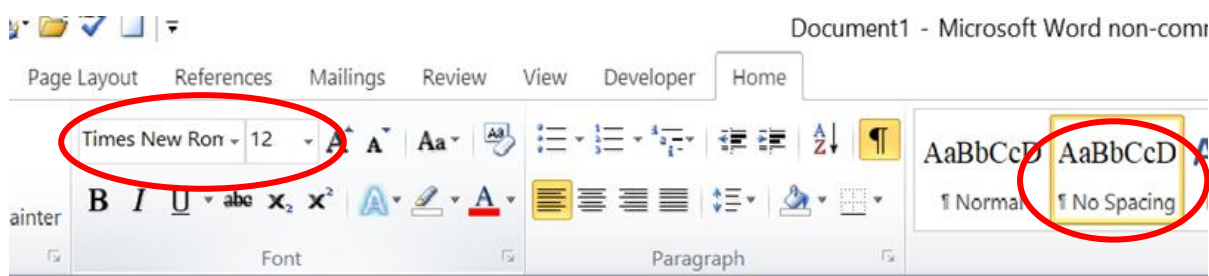 Document1 - Microsoft Word non-comm
Page Layout References Mailings Review View Developer Home
Times New Ron 12 A A Aa Aa A Z ¶ AaBbCcD AaBbCcD A
ainter B I U abc X₂ X² A A ¶ Normal ¶ No Spacing
Font Paragraph